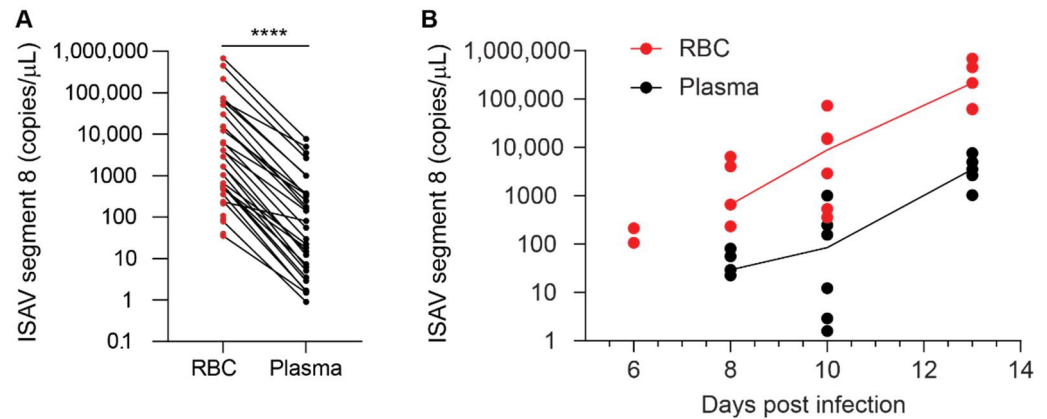 A
****
ISAV segment 8 (copies/μL)
1,000,000
100,000
10,000
1000
100
10
1
0.1
RBC Plasma
B
RBC
Plasma
ISAV segment 8 (copies/μL)
1,000,000
100,000
10,000
1000
100
10
1
6 8 10 12 14
Days post infection